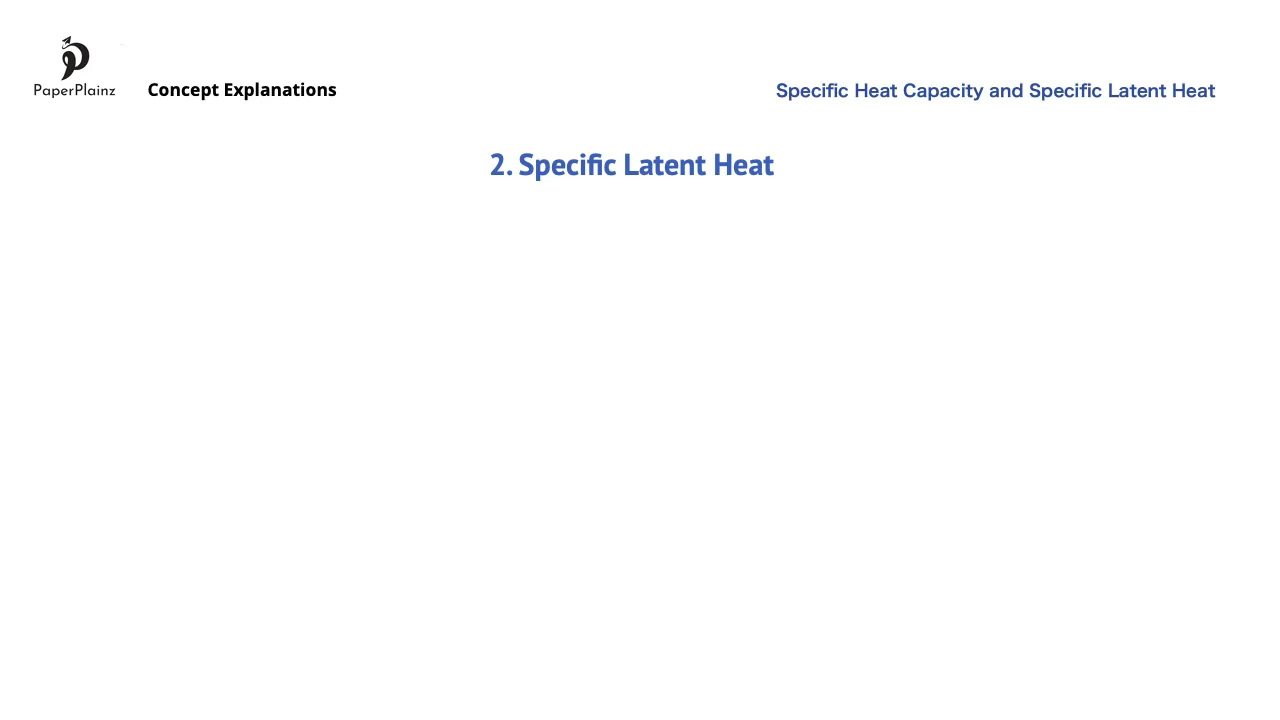 PaperPlainz
Concept Explanations
Specific Heat Capacity and Specific Latent Heat
2. Specific Latent Heat